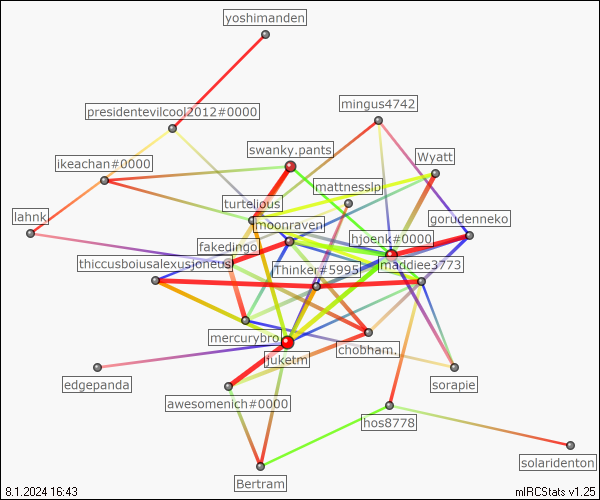 yoshimanden
mingus4742
presidentevilcool2012#0000
swanky.pants
Wyatt
ikeachan#0000
mattnesslp
turtelious
lahnk
gorudenneko
moonraven
hjoenk#0000
fakedingo
thiccusboiusalexusioneus
Thinker#5995
maddiee3773
mercurybro
chobham.
juketm
edgepanda
sorapie
awesomenich#0000
hos8778
solaridenton
Bertram
8.1.2024 16:43
mIRCStats v1.25